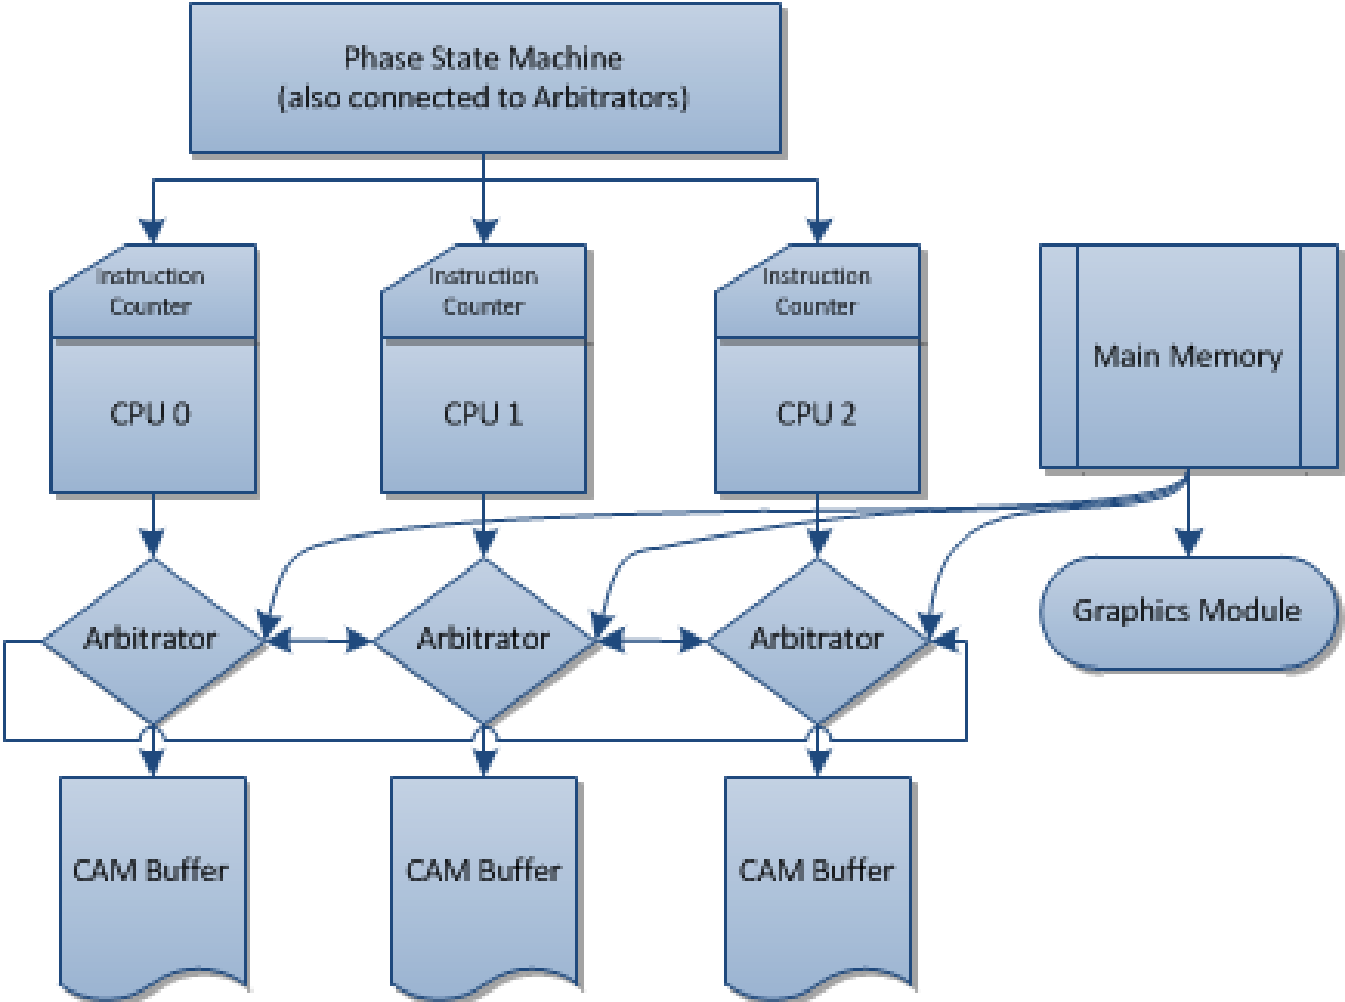 Phase State Machine
(also connected to Arbitrators)
Instruction
Counter
Instruction
Counter
Instruction
Counter
CPU 0
CPU 1
CPU 2
Main Memory
Arbitrator
Arbitrator
Arbitrator
Graphics Module
CAM Buffer
CAM Buffer
CAM Buffer